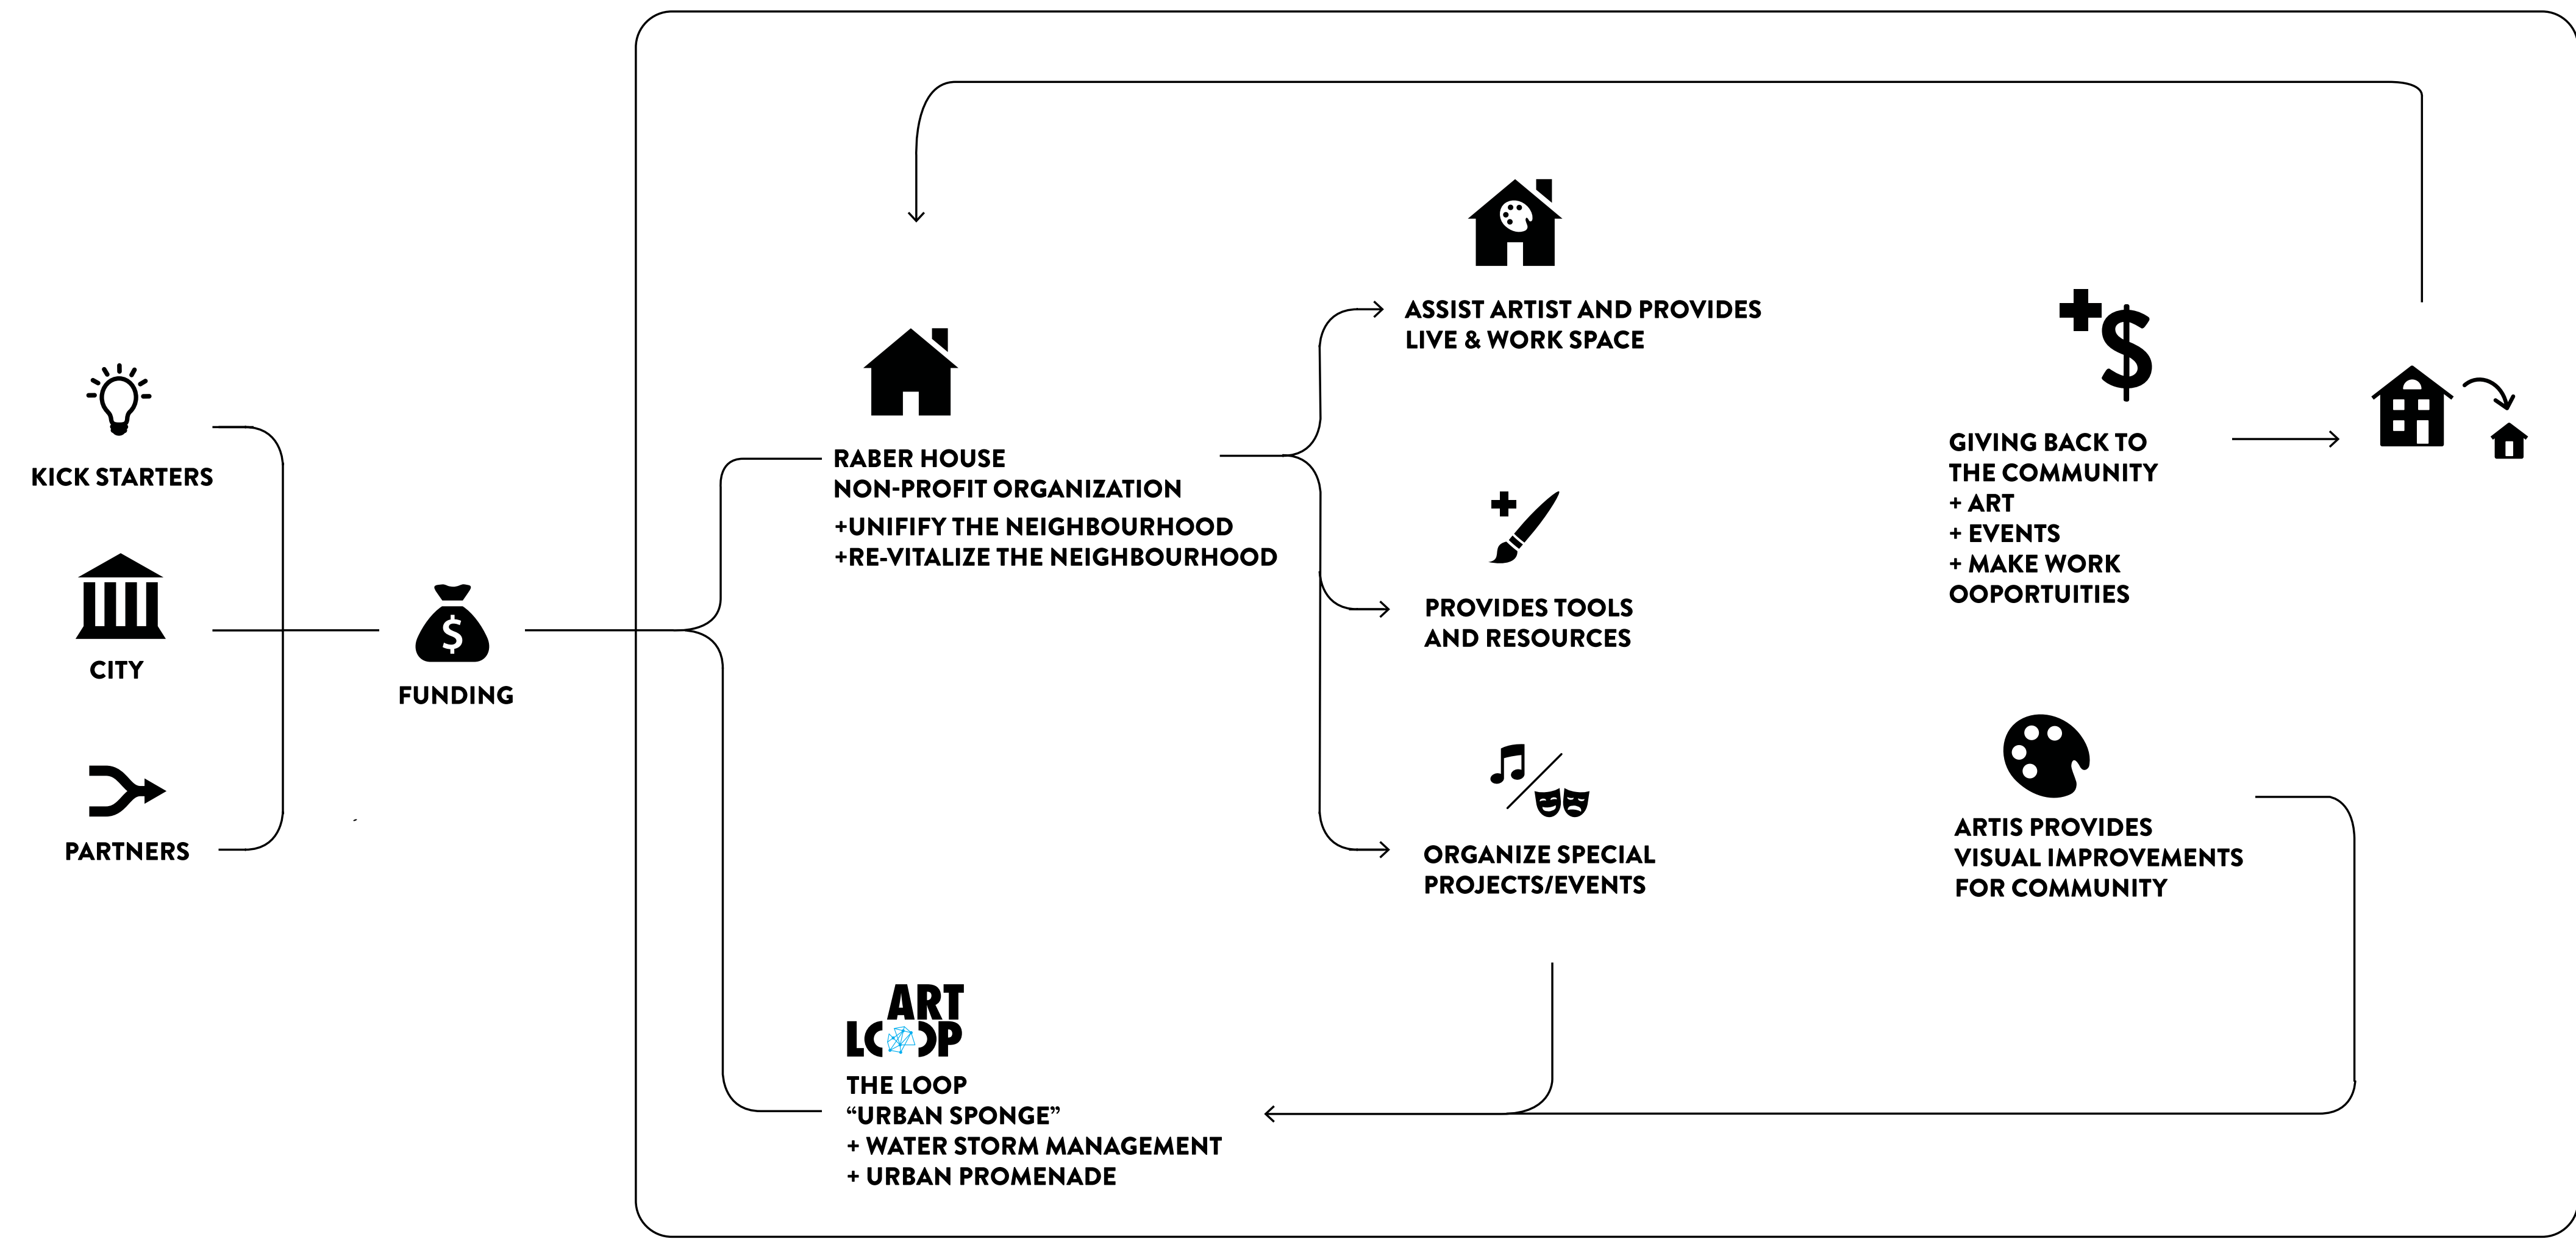 KICK STARTERS
CITY
PARTNERS
$
FUNDING
RABER HOUSE
NON-PROFIT ORGANIZATION
+UNIFIFY THE NEIGHBOURHOOD
+RE-VITALIZE THE NEIGHBOURHOOD
ART
LOOP
THE LOOP
“URBAN SPONGE”
+ WATER STORM MANAGEMENT
+ URBAN PROMENADE
ASSIST ARTIST AND PROVIDES
LIVE & WORK SPACE
PROVIDES TOOLS
AND RESOURCES
ORGANIZE SPECIAL
PROJECTS/EVENTS
+$
GIVING BACK TO
THE COMMUNITY
+ ART
+ EVENTS
+ MAKE WORK
OOPORTUITIES
ARTIS PROVIDES
VISUAL IMPROVEMENTS
FOR COMMUNITY